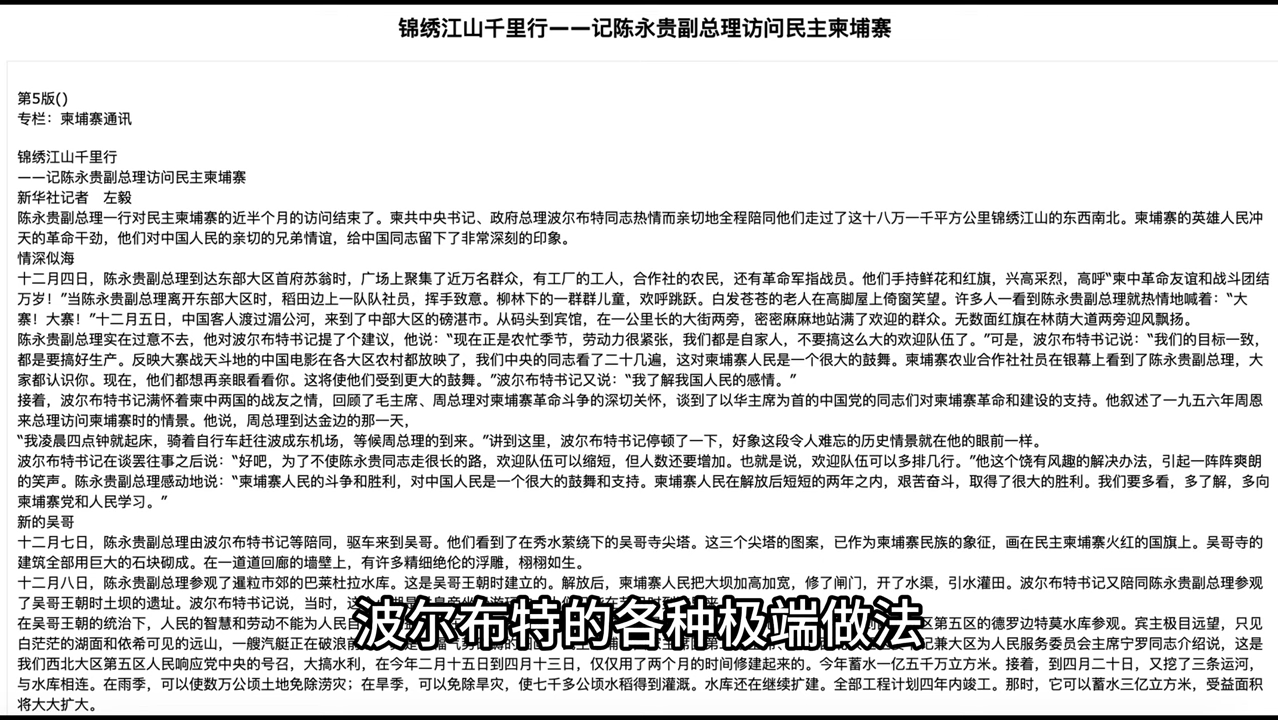 锦绣江山千里行——记陈永贵副总理访问民主柬埔寨
第5版()
专栏：柬埔寨通讯
锦绣江山千里行
——记陈永贵副总理访问民主柬埔寨
新华社记者　左毅
陈永贵副总理一行对民主柬埔寨的近半个月的访问结束了。柬共中央书记、政府总理波尔布特同志热情而亲切地全程陪同他们走过了这十八万一千平方公里锦绣江山的东西南北。柬埔寨的英雄人民冲
天的革命干劲，他们对中国人民的亲切的兄弟情谊，给中国同志留下了非常深刻的印象。
情深似海
十二月四日，陈永贵副总理到达东部大区首府苏翁时，广场上聚集了近万名群众，有工厂的工人，合作社的农民，还有革命军指战员。他们手持鲜花和红旗，兴高采烈，高呼“柬中革命友谊和战斗团结
万岁！”当陈永贵副总理离开东部大区时，稻田边上一队队社员，挥手致意。柳林下的一群群儿童，欢呼跳跃。白发苍苍的老人在高脚屋上倚窗笑望。许多人一看到陈永贵副总理就热情地喊着：“大
寨！大寨！”十二月五日，中国客人渡过湄公河，来到了中部大区的磅湛市。从码头到宾馆，在一公里长的大街两旁，密密麻麻地站满了欢迎的群众。无数面红旗在林荫大道两旁迎风飘扬。
陈永贵副总理实在过意不去，他对波尔布特书记提了个建议，他说：“现在正是农忙季节，劳动力很紧张，我们都是自家人，不要搞这么大的欢迎队伍了。”可是，波尔布特书记说：“我们的目标一致，
都是要搞好生产。反映大寨战天斗地的中国电影在各大区农村都放映了，我们中央的同志看了二十几遍，这对柬埔寨人民是一个很大的鼓舞。柬埔寨农业合作社社员在银幕上看到了陈永贵副总理，大
家都认识你。现在，他们都想再亲眼看看你。这将使他们受到更大的鼓舞。”波尔布特书记又说：“我了解我国人民的感情。”
接着，波尔布特书记满怀着柬中两国的战友之情，回顾了毛主席、周总理对柬埔寨革命斗争的深切关怀，谈到了以华主席为首的中国党的同志们对柬埔寨革命和建设的支持。他叙述了一九五六年周恩
来总理访问柬埔寨时的情景。他说，周总理到达金边的那一天，
“我凌晨四点钟就起床，骑着自行车赶往波成东机场，等候周总理的到来。”讲到这里，波尔布特书记停顿了一下，好象这段令人难忘的历史情景就在他的眼前一样。
波尔布特书记在谈罢往事之后说：“好吧，为了不使陈永贵同志走很长的路，欢迎队伍可以缩短，但人数还要增加。也就是说，欢迎队伍可以多排几行。”他这个饶有风趣的解决办法，引起一阵阵爽朗
的笑声。陈永贵副总理感动地说：“柬埔寨人民的斗争和胜利，对中国人民是一个很大的鼓舞和支持。柬埔寨人民在解放后短短的两年之内，艰苦奋斗，取得了很大的胜利。我们要多看，多了解，多向
柬埔寨党和人民学习。”
新的吴哥
十二月七日，陈永贵副总理由波尔布特书记等陪同，驱车来到吴哥。他们看到了在秀水萦绕下的吴哥寺尖塔。这三个尖塔的图案，已作为柬埔寨民族的象征，画在民主柬埔寨火红的国旗上。吴哥寺的
建筑全部用巨大的石块砌成。在一道道回廊的墙壁上，有许多精细绝伦的浮雕，栩栩如生。
十二月八日，陈永贵副总理参观了暹粒市郊的巴莱杜拉水库。这是吴哥王朝时建立的。解放后，柬埔寨人民把大坝加高加宽，修了闸门，开了水渠，引水灌田。波尔布特书记又陪同陈永贵副总理参观
了吴哥王朝时土坝的遗址。波尔布特书记说，当时，
在吴哥王朝的统治下，人民的智慧和劳动不能为人民自 区第五区的德罗边特莫水库参观。宾主极目远望，只见
白茫茫的湖面和依希可见的远山，一艘汽艇正在破浪前 记兼大区为人民服务委员会主席宁罗同志介绍说，这是
我们西北大区第五区人民响应党中央的号召，大搞水利，在今年二月十五日到四月十三日，仅仅用了两个月的时间修建起来的。今年蓄水一亿五千万立方米。接着，到四月二十日，又挖了三条运河，
与水库相连。在雨季，可以使数万公顷土地免除涝灾；在旱季，可以免除旱灾，使七千多公顷水稻得到灌溉。水库还在继续扩建。全部工程计划四年内竣工。那时，它可以蓄水三亿立方米，受益面积
将大大扩大。
波尔布特的各种极端做法